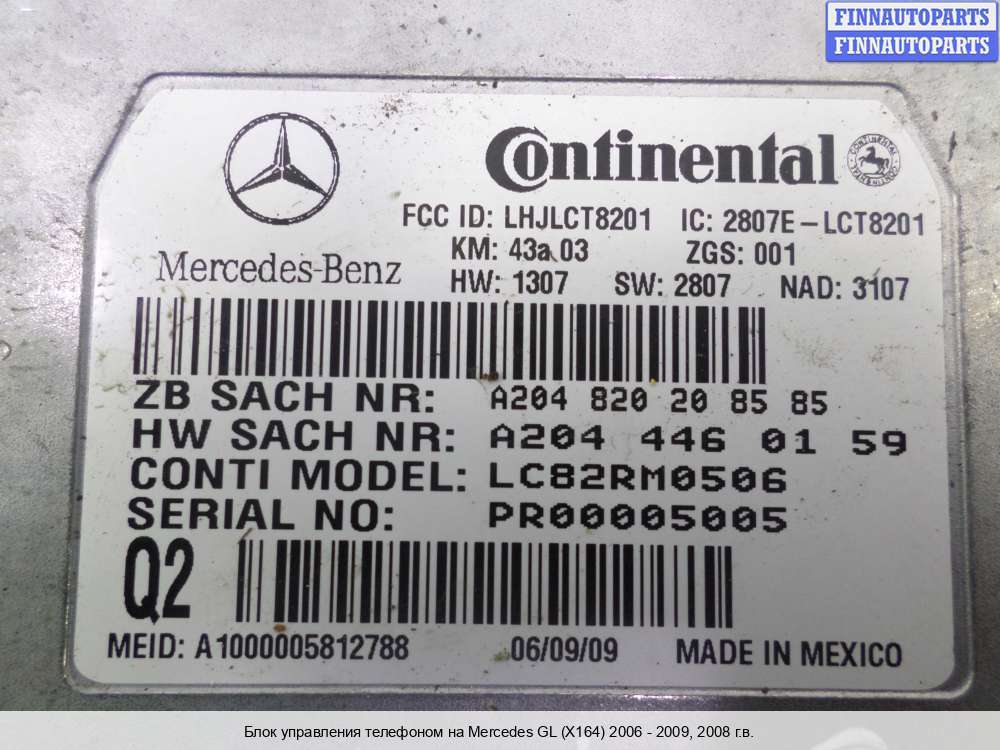 FINNAUTOPARTS
FINNAUTOPARTS
Continental
CONTINENTAL
CONTINENTAL
FCC ID: LHJLCT8201 IC: 2807E-LCT8201
KM: 43a.03 ZGS: 001
Mercedes-Benz
HW: 1307 SW: 2807 NAD: 3107
ZB SACH NR: A204 820 20 85 85
HW SACH NR: A204 446 01 59
CONTI MODEL: LC82RM0506
SERIAL NO: PR00005005
Q2
MEID: A1000005812788 06/09/09 MADE IN MEXICO
Блок управления телефоном на Mercedes GL (X164) 2006 - 2009, 2008 г.в.